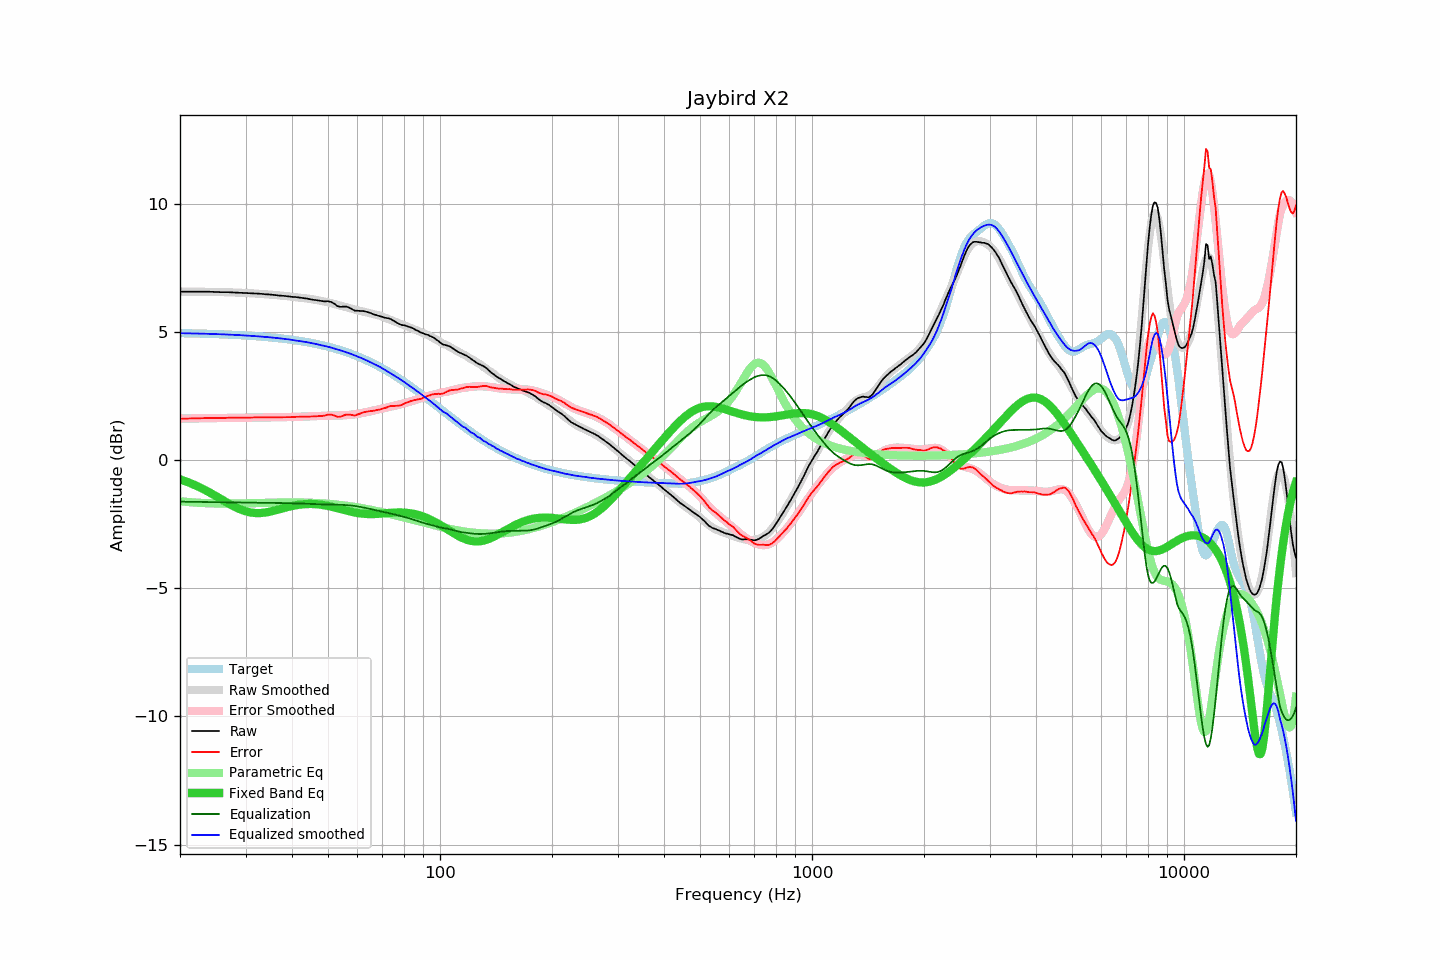 Jaybird X2
Amplitude (dBr)
10
5
0
−5
−10
−15
Target
Raw Smoothed
Error Smoothed
Raw
Error
Parametric Eq
Fixed Band Eq
Equalization
Equalized smoothed
100
1000
10000
Frequency (Hz)